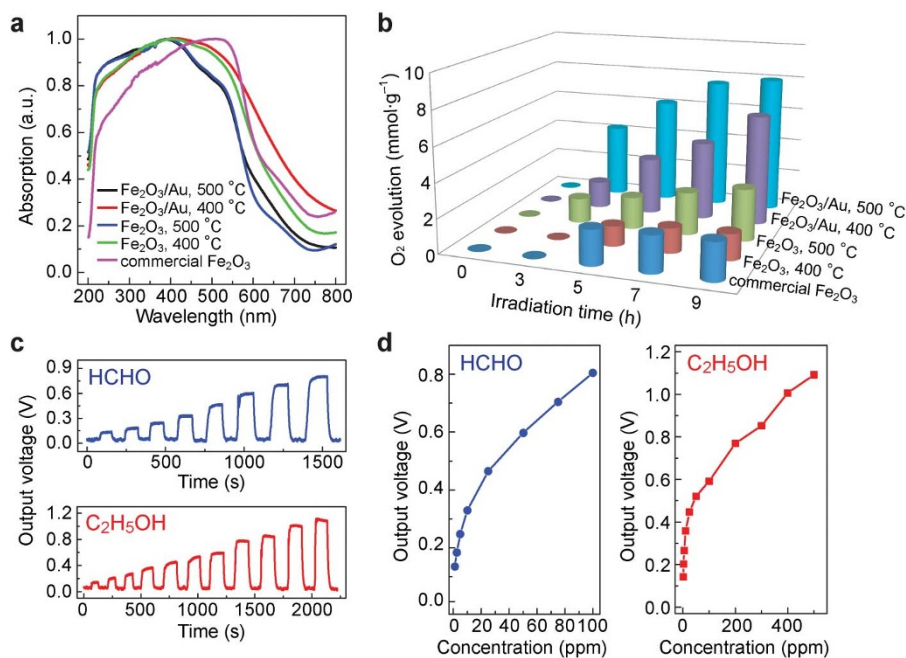 a
Absorption (a.u.)
1.0
0.8
0.6
0.4
0.2
0.0
Fe₂O₃/Au, 500 °C
Fe₂O₃/Au, 400 °C
Fe₂O₃, 500 °C
Fe₂O₃, 400 °C
commercial Fe₂O₃
200 300 400 500 600 700 800
Wavelength (nm)
b
O₂ evolution (mmol·g⁻¹)
10
8
6
4
2
0
0 3 5 7 9
Irradiation time (h)
Fe₂O₃/Au, 500 °C
Fe₂O₃/Au, 400 °C
Fe₂O₃, 500 °C
Fe₂O₃, 400 °C
commercial Fe₂O₃
c
Output voltage (V)
HCHO
0.9
0.6
0.3
0.0
0 250 500 750 1000 1250 1500
Time (s)
C₂H₅OH
1.2
0.8
0.4
0.0
0 500 1000 1500 2000
Time (s)
d
HCHO
Output voltage (V)
0.8
0.6
0.4
0.2
0.0
0 20 40 60 80 100
Concentration (ppm)
C₂H₅OH
Output voltage (V)
1.2
1.0
0.8
0.6
0.4
0.2
0.0
0 200 400
Concentration (ppm)